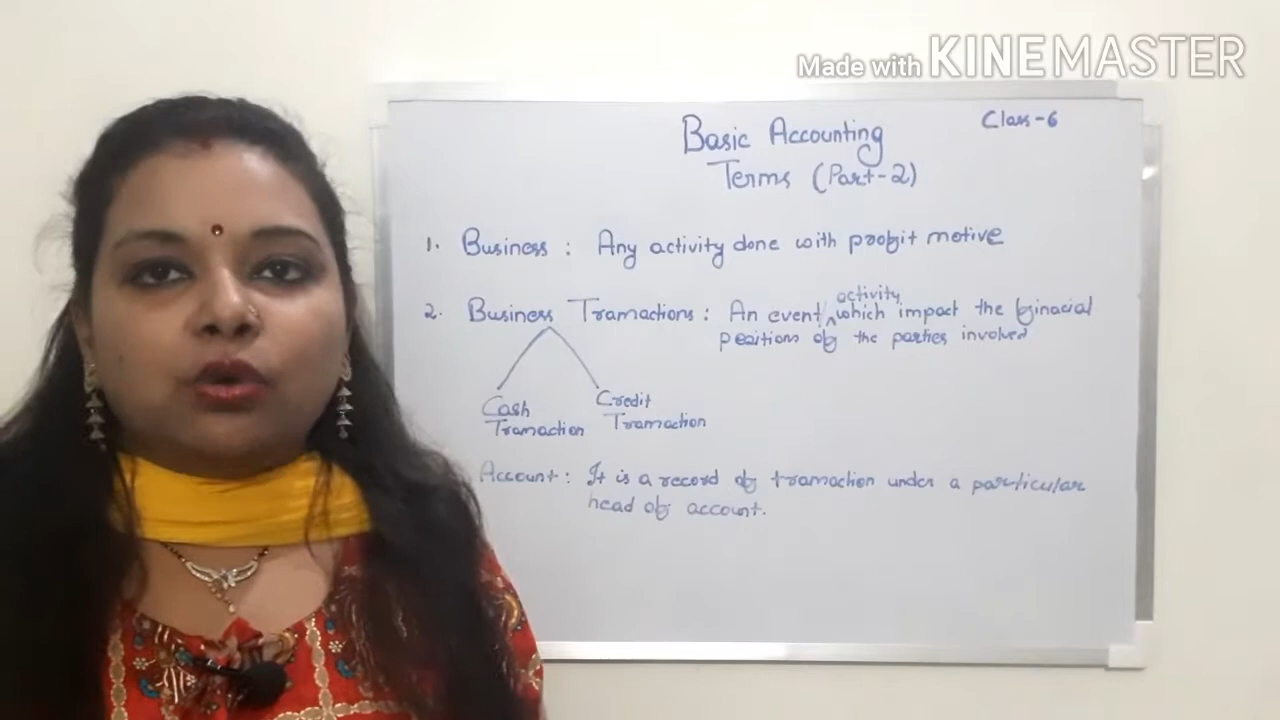 Made with KINEMASTER
Class-6
Basic Accounting
Terms (Part-2)
1. Business : Any activity done with profit motive
activity
2. Business Transactions : An event which impact the finacial
positions of the parties involved
Cash
Transaction
Credit
Transaction
Account : It is a record of transaction under a particular
head of account.